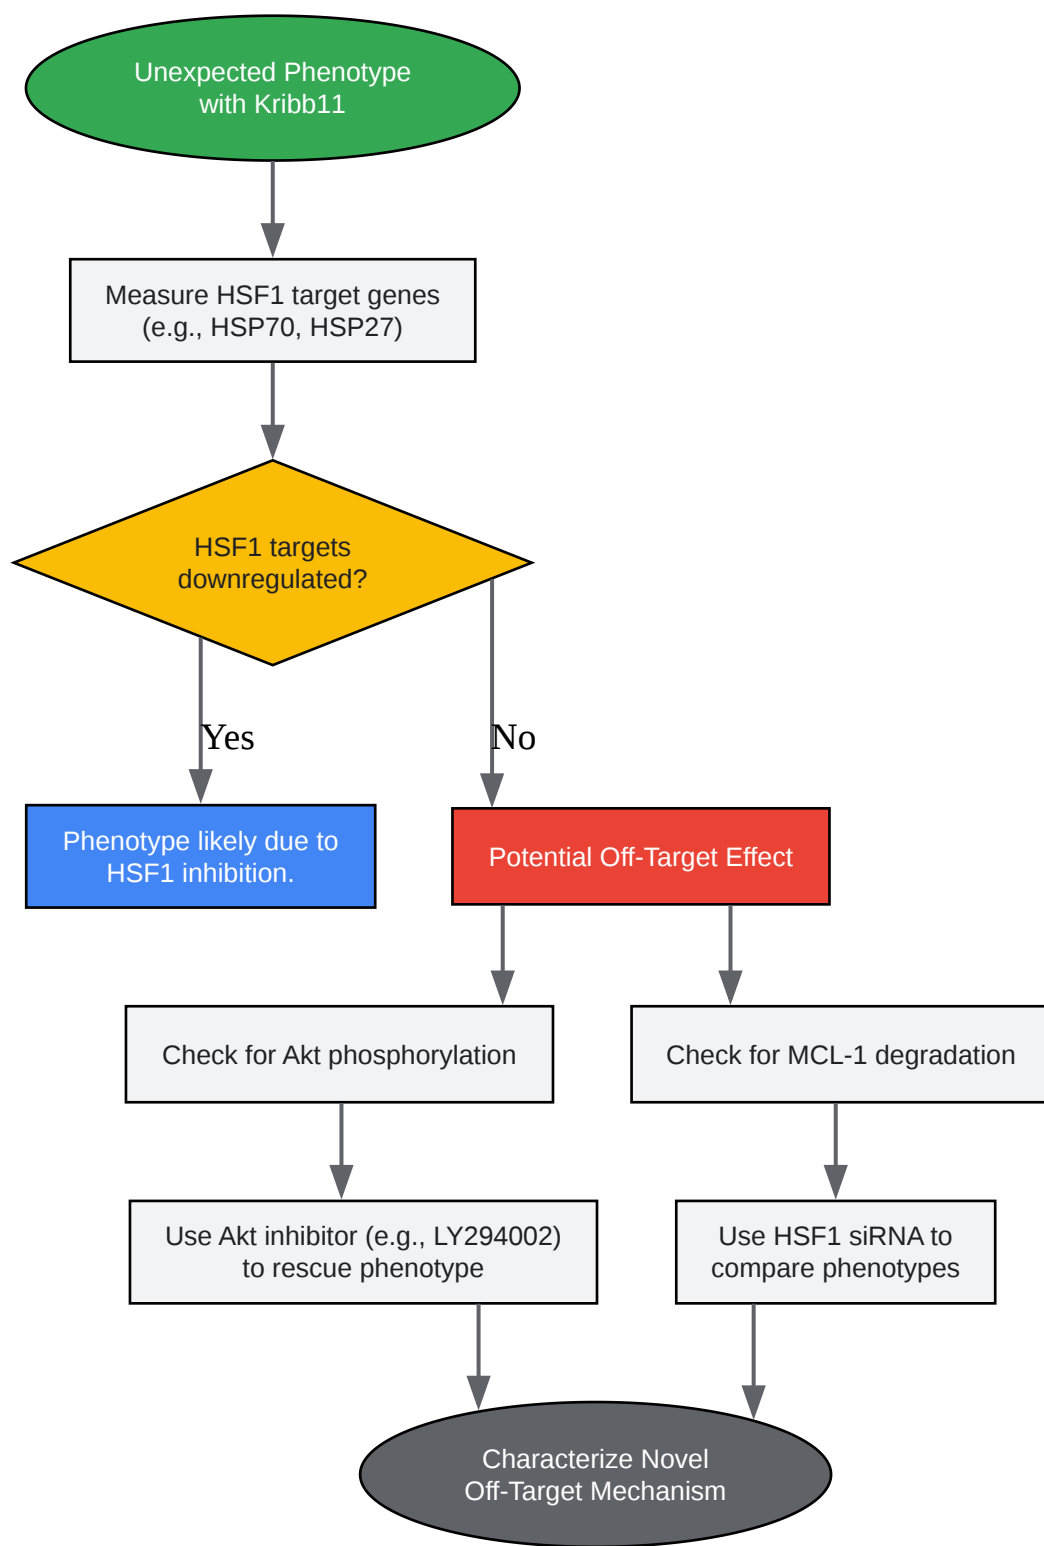 Unexpected Phenotype
with Kribb11
Measure HSF1 target genes
(e.g., HSP70, HSP27)
HSF1 targets
downregulated?
Yes
No
Phenotype likely due to
HSF1 inhibition.
Potential Off-Target Effect
Check for Akt phosphorylation
Check for MCL-1 degradation
Use Akt inhibitor (e.g., LY294002)
to rescue phenotype
Use HSF1 siRNA to
compare phenotypes
Characterize Novel
Off-Target Mechanism